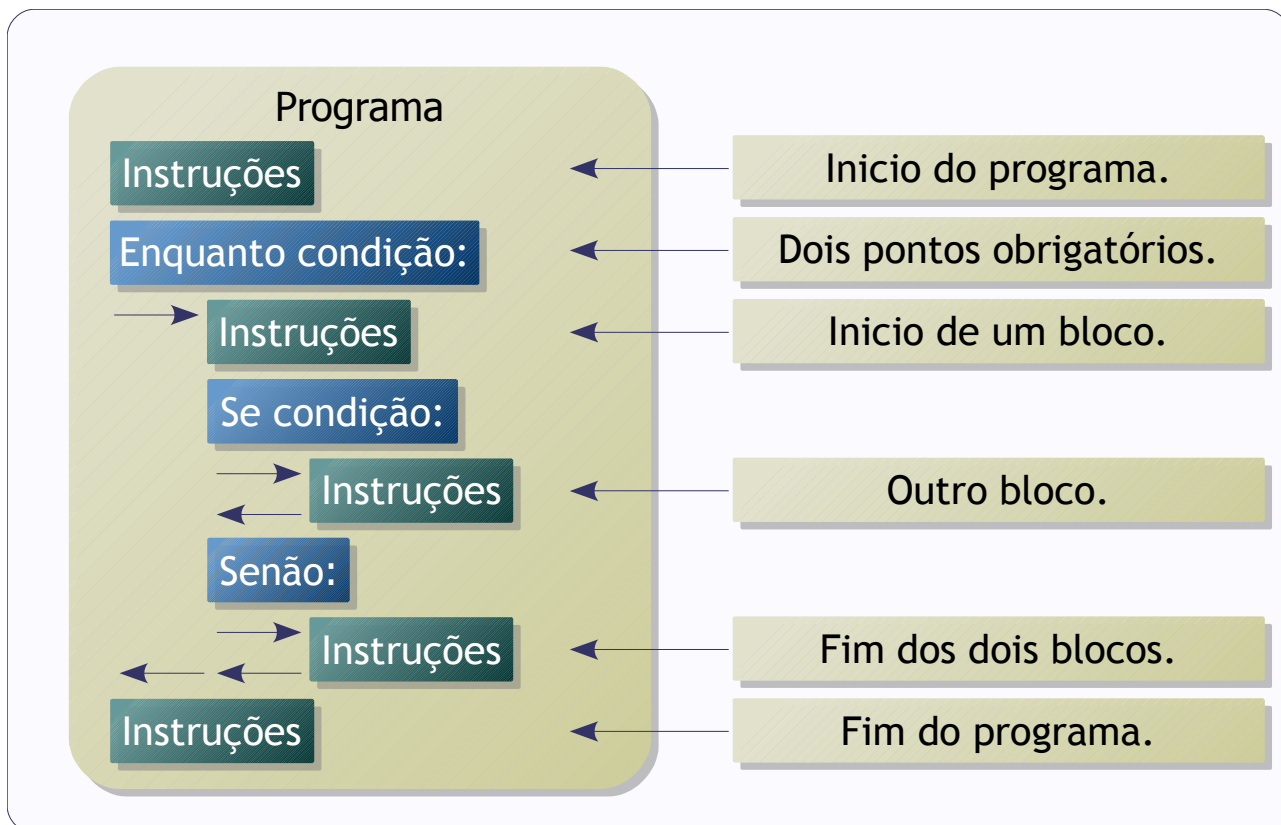 Programa
Instruções
Inicio do programa.
Enquanto condição:
Dois pontos obrigatórios.
Instruções
Inicio de um bloco.
Se condição:
Instruções
Outro bloco.
Senão:
Instruções
Fim dos dois blocos.
Instruções
Fim do programa.